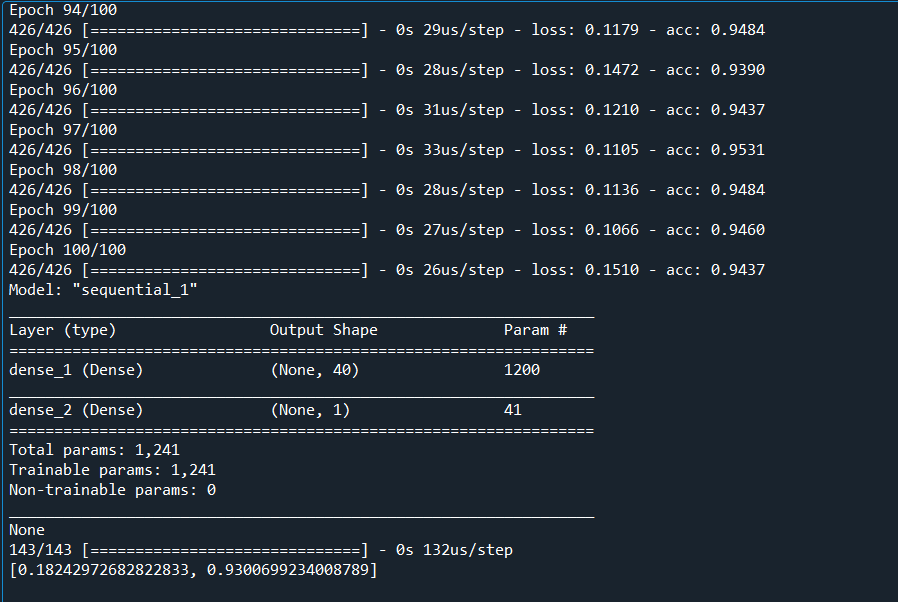 Epoch 94/100
426/426 [==============================] - 0s 29us/step - loss: 0.1179 - acc: 0.9484
Epoch 95/100
426/426 [==============================] - 0s 28us/step - loss: 0.1472 - acc: 0.9390
Epoch 96/100
426/426 [==============================] - 0s 31us/step - loss: 0.1210 - acc: 0.9437
Epoch 97/100
426/426 [==============================] - 0s 33us/step - loss: 0.1105 - acc: 0.9531
Epoch 98/100
426/426 [==============================] - 0s 28us/step - loss: 0.1136 - acc: 0.9484
Epoch 99/100
426/426 [==============================] - 0s 27us/step - loss: 0.1066 - acc: 0.9460
Epoch 100/100
426/426 [==============================] - 0s 26us/step - loss: 0.1510 - acc: 0.9437
Model: "sequential_1"
_________________________________________________________________
Layer (type)                 Output Shape              Param #
=================================================================
dense_1 (Dense)              (None, 40)                1200
_________________________________________________________________
dense_2 (Dense)              (None, 1)                 41
=================================================================
Total params: 1,241
Trainable params: 1,241
Non-trainable params: 0
_________________________________________________________________
None
143/143 [==============================] - 0s 132us/step
[0.18242972682822833, 0.9300699234008789]